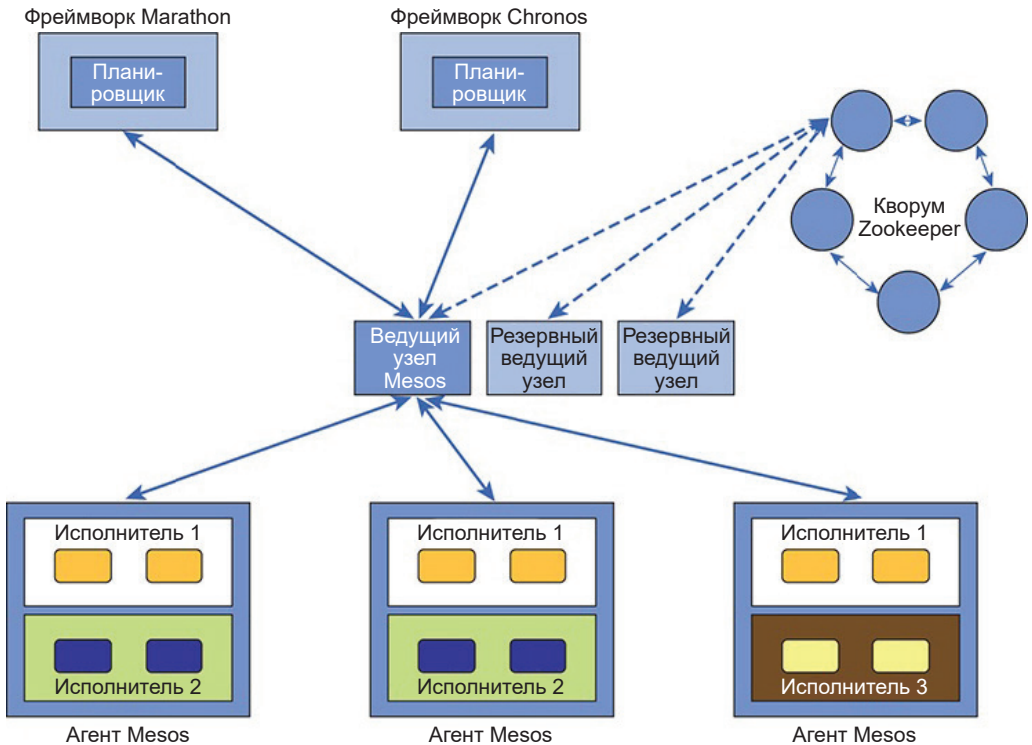 Фреймворк Marathon
Фреймворк Chronos
Плани-
ровщик
Плани-
ровщик
Кворум
Zookeeper
Ведущий
узел
Mesos
Резервный
ведущий
узел
Резервный
ведущий
узел
Исполнитель 1
Исполнитель 2
Агент Mesos
Исполнитель 1
Исполнитель 2
Агент Mesos
Исполнитель 1
Исполнитель 3
Агент Mesos